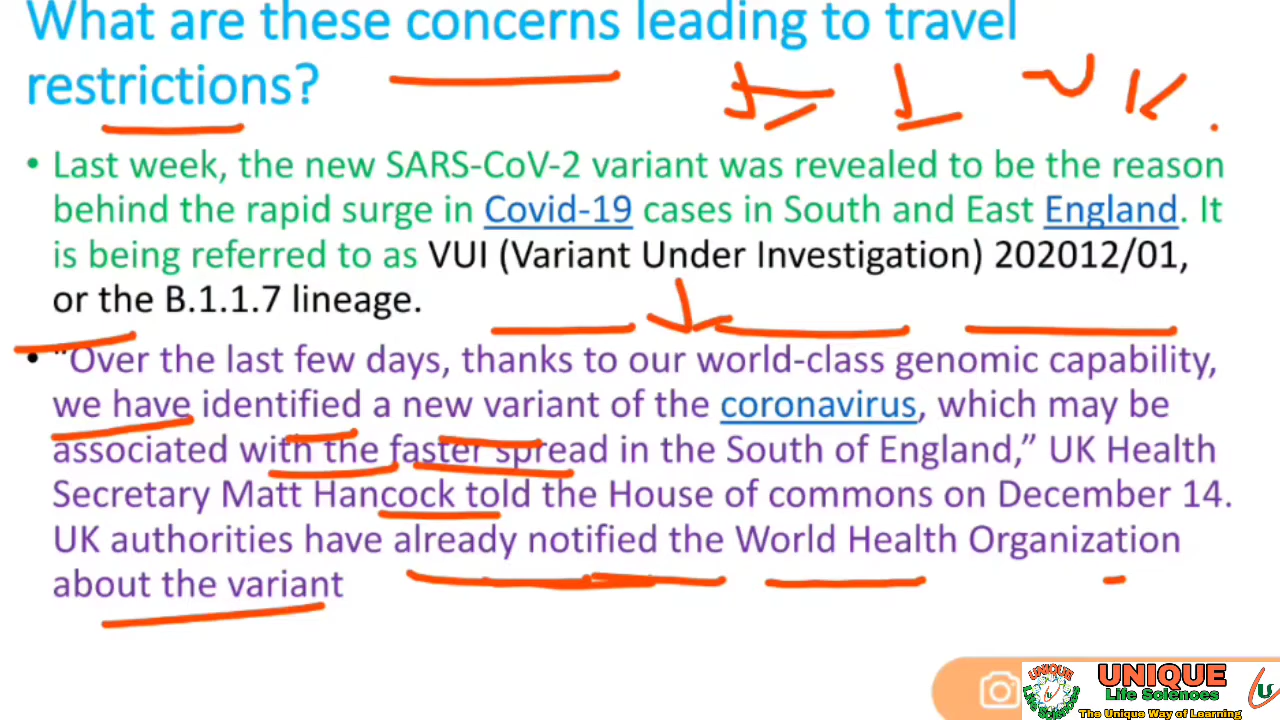 What are these concerns leading to travel
restrictions?
UK
• Last week, the new SARS-CoV-2 variant was revealed to be the reason
behind the rapid surge in Covid-19 cases in South and East England. It
is being referred to as VUI (Variant Under Investigation) 202012/01,
or the B.1.1.7 lineage.
• “Over the last few days, thanks to our world-class genomic capability,
we have identified a new variant of the coronavirus, which may be
associated with the faster spread in the South of England,” UK Health
Secretary Matt Hancock told the House of commons on December 14.
UK authorities have already notified the World Health Organization
about the variant
UNIQUE
Life Sciences
The Unique Way of Learning
UNIQUE
Life Sciences